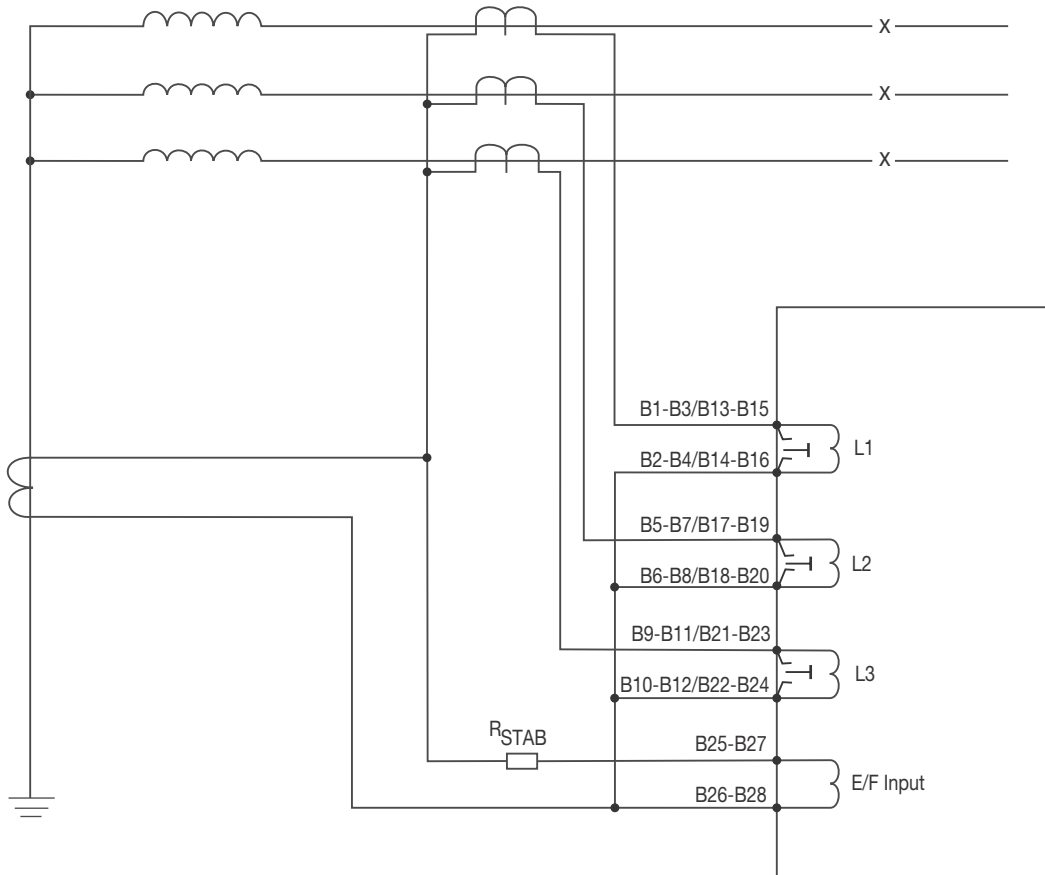 X
X
X
B1-B3/B13-B15
L1
B2-B4/B14-B16
B5-B7/B17-B19
L2
B6-B8/B18-B20
B9-B11/B21-B23
L3
B10-B12/B22-B24
RSTAB
B25-B27
E/F Input
B26-B28